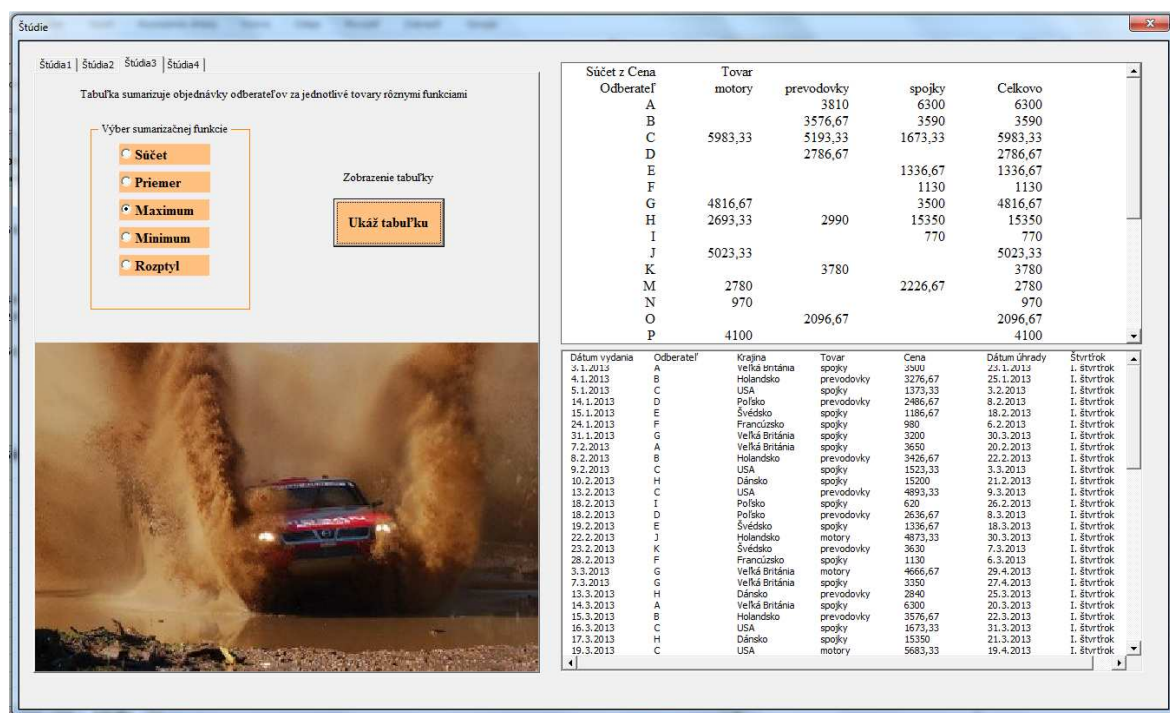 Štúdie
Štúdia1 Štúdia2 Štúdia3 Štúdia4
Tabuľka sumarizuje objednávky odberateľov za jednotlivé tovary rôznymi funkciami
Výber sumarizačnej funkcie
Súčet
Priemer
Maximum
Minimum
Rozptyl
Zobrazenie tabuľky
Ukáž tabuľku
Súčet z Cena Tovar
Odberateľ motory prevodovky spojky Celkovo
A 3810 6300 6300
B 3576,67 3590 3590
C 5983,33 5193,33 1673,33 5983,33
D 2786,67 2786,67
E 1336,67 1336,67
F 1130 1130
G 4816,67 3500 4816,67
H 2693,33 2990 15350 15350
I 770 770
J 5023,33 5023,33
K 3780 3780
M 2780 2226,67 2780
N 970 970
O 2096,67 2096,67
P 4100 4100
Dátum vydania Odberateľ Krajina Tovar Cena Dátum úhrady Štvrťrok
3.1.2013 A Veľká Británia spojky 3500 23.1.2013 I. štvrťrok
4.1.2013 B Holandsko prevodovky 3276,67 25.1.2013 I. štvrťrok
5.1.2013 C USA spojky 1373,33 3.2.2013 I. štvrťrok
14.1.2013 D Poľsko prevodovky 2486,67 8.2.2013 I. štvrťrok
15.1.2013 E Švédsko spojky 1186,67 18.2.2013 I. štvrťrok
24.1.2013 F Francúzsko spojky 980 6.2.2013 I. štvrťrok
31.1.2013 G Veľká Británia spojky 3200 30.3.2013 I. štvrťrok
7.2.2013 A Veľká Británia spojky 3650 20.2.2013 I. štvrťrok
8.2.2013 B Holandsko prevodovky 3426,67 22.2.2013 I. štvrťrok
9.2.2013 C USA spojky 1523,33 3.3.2013 I. štvrťrok
10.2.2013 H Dánsko spojky 15200 21.2.2013 I. štvrťrok
13.2.2013 C USA prevodovky 4893,33 9.3.2013 I. štvrťrok
18.2.2013 I Poľsko spojky 620 26.2.2013 I. štvrťrok
18.2.2013 D Poľsko prevodovky 2636,67 8.3.2013 I. štvrťrok
19.2.2013 E Švédsko spojky 1336,67 18.3.2013 I. štvrťrok
22.2.2013 J Holandsko motory 4873,33 30.3.2013 I. štvrťrok
23.2.2013 K Švédsko prevodovky 3630 7.3.2013 I. štvrťrok
28.2.2013 F Francúzsko spojky 1130 6.3.2013 I. štvrťrok
3.3.2013 G Veľká Británia motory 4666,67 29.4.2013 I. štvrťrok
7.3.2013 G Veľká Británia spojky 3350 27.4.2013 I. štvrťrok
13.3.2013 H Dánsko prevodovky 2840 25.3.2013 I. štvrťrok
14.3.2013 A Veľká Británia spojky 6300 20.3.2013 I. štvrťrok
15.3.2013 B Holandsko prevodovky 3576,67 22.3.2013 I. štvrťrok
16.3.2013 C USA spojky 1673,33 31.3.2013 I. štvrťrok
17.3.2013 H Dánsko spojky 15350 21.3.2013 I. štvrťrok
19.3.2013 C USA motory 5683,33 19.4.2013 I. štvrťrok